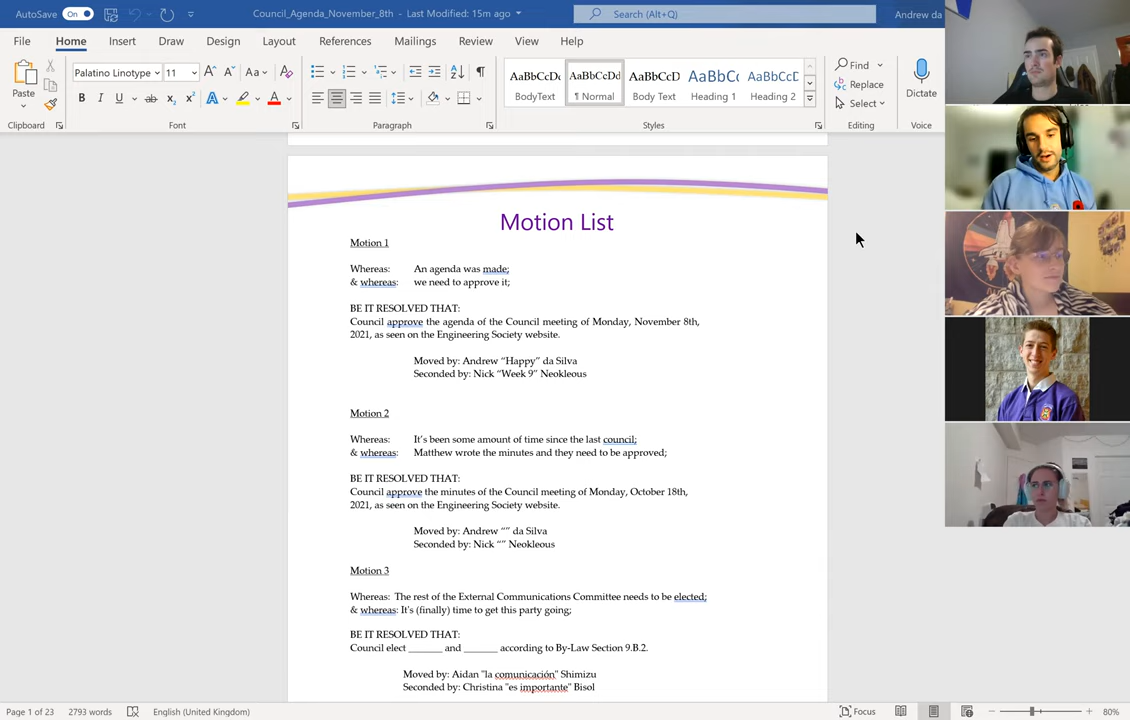 AutoSave On Council_Agenda_November_8th - Last Modified: 15m ago Search (Alt+Q) Andrew da
File Home Insert Draw Design Layout References Mailings Review View Help
Paste
Clipboard
Palatino Linotype 11
Font
Paragraph
AaBbCcDc AaBbCcDd AaBbCcD AaBbCc AaBbCcD
BodyText ¶ Normal Body Text Heading 1 Heading 2
Styles
Find
Replace
Select
Editing
Dictate
Voice
Motion List
Motion 1
Whereas: An agenda was made;
& whereas: we need to approve it;
BE IT RESOLVED THAT:
Council approve the agenda of the Council meeting of Monday, November 8th,
2021, as seen on the Engineering Society website.
Moved by: Andrew “Happy” da Silva
Seconded by: Nick “Week 9” Neokleous
Motion 2
Whereas: It’s been some amount of time since the last council;
& whereas: Matthew wrote the minutes and they need to be approved;
BE IT RESOLVED THAT:
Council approve the minutes of the Council meeting of Monday, October 18th,
2021, as seen on the Engineering Society website.
Moved by: Andrew “” da Silva
Seconded by: Nick “” Neokleous
Motion 3
Whereas: The rest of the External Communications Committee needs to be elected;
& whereas: It's (finally) time to get this party going;
BE IT RESOLVED THAT:
Council elect _______ and _______ according to By-Law Section 9.B.2.
Moved by: Aidan "la comunicación" Shimizu
Seconded by: Christina "es importante" Bisol
Page 1 of 23 2793 words English (United Kingdom) Focus 80%